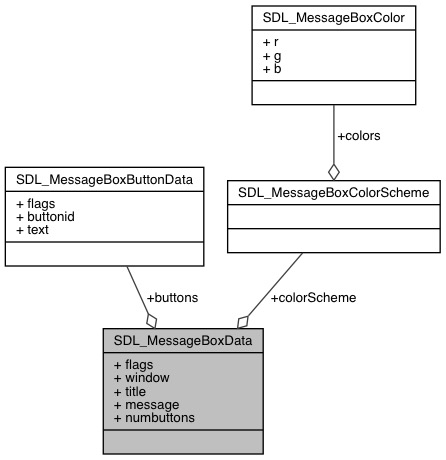 SDL_MessageBoxColor
+ r
+ g
+ b
+colors
SDL_MessageBoxButtonData
+ flags
+ buttonid
+ text
SDL_MessageBoxColorScheme
+buttons
+colorScheme
SDL_MessageBoxData
+ flags
+ window
+ title
+ message
+ numbuttons